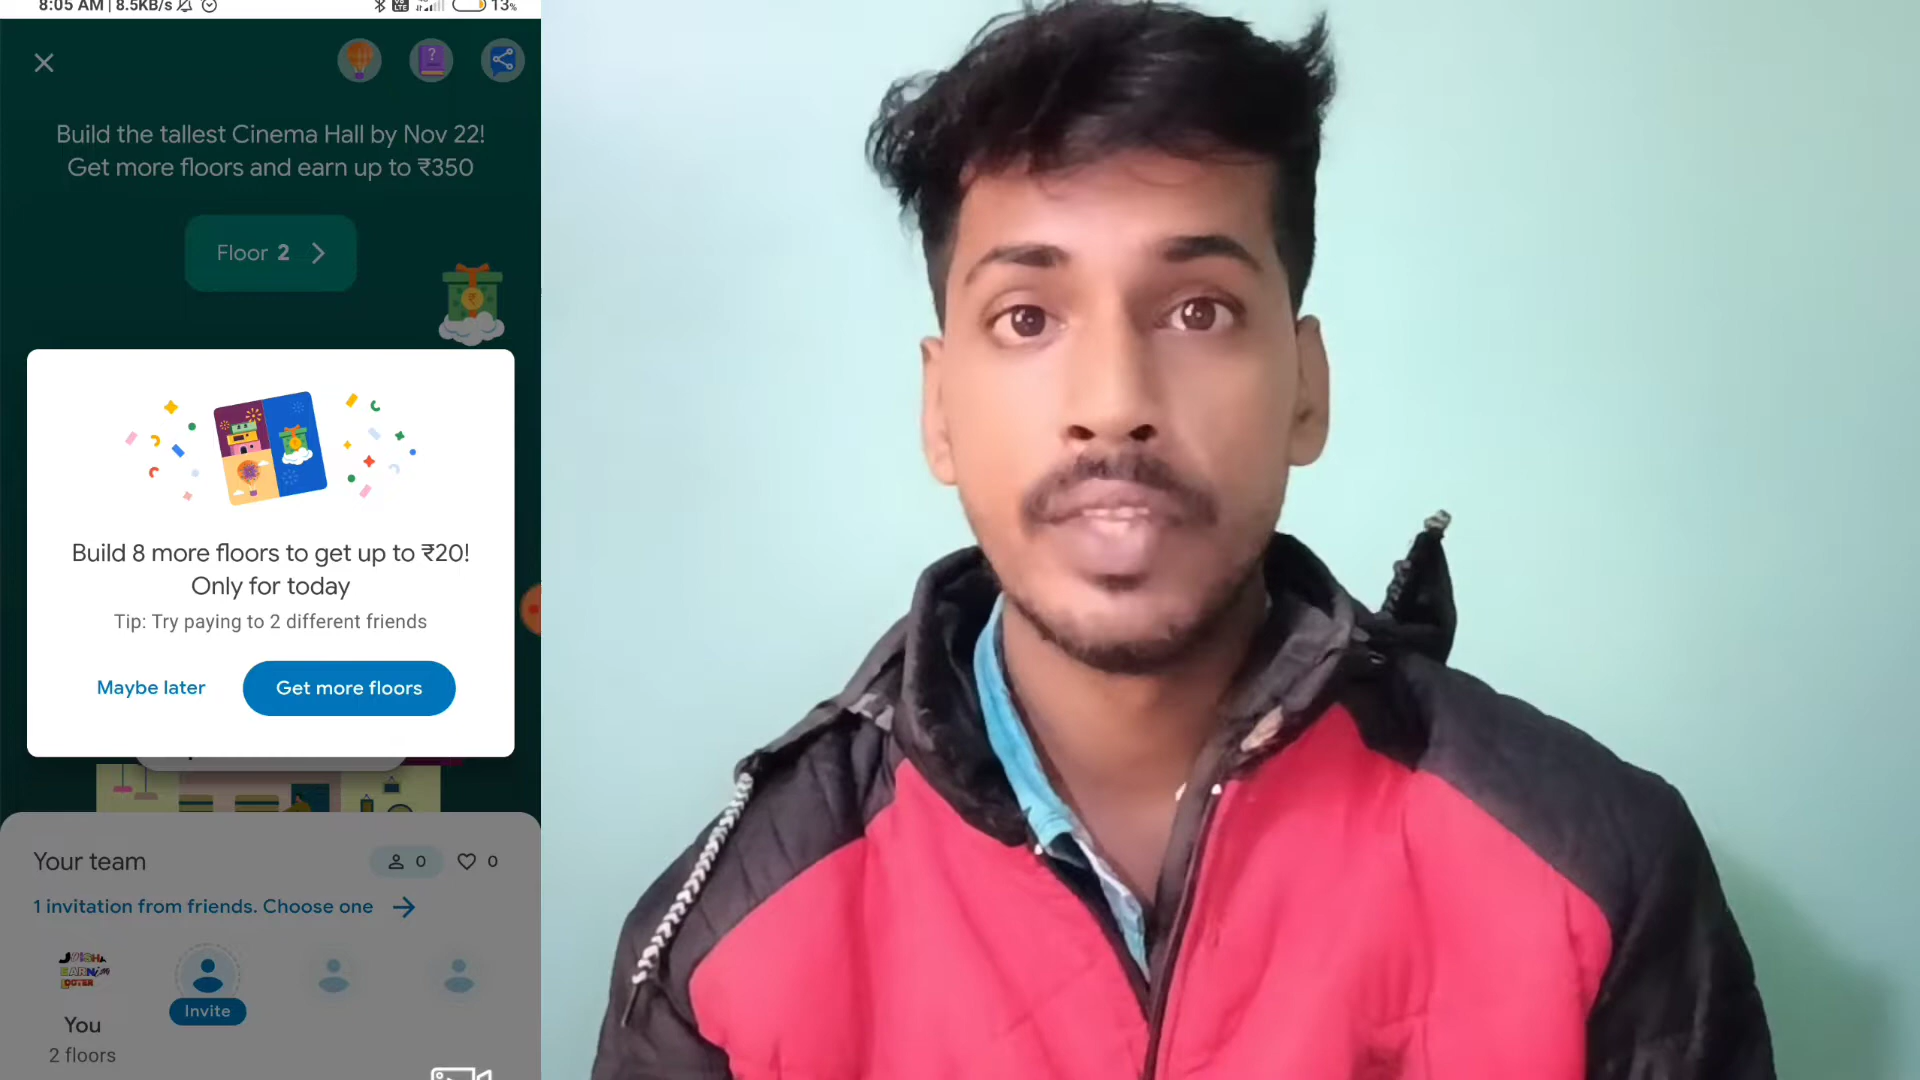 8:05 AM | 8.5KB/s
13%
Build the tallest Cinema Hall by Nov 22!
Get more floors and earn up to ₹350
Floor 2
Build 8 more floors to get up to ₹20!
Only for today
Tip: Try paying to 2 different friends
Maybe later
Get more floors
Your team
0
0
1 invitation from friends. Choose one
Invite
You
2 floors